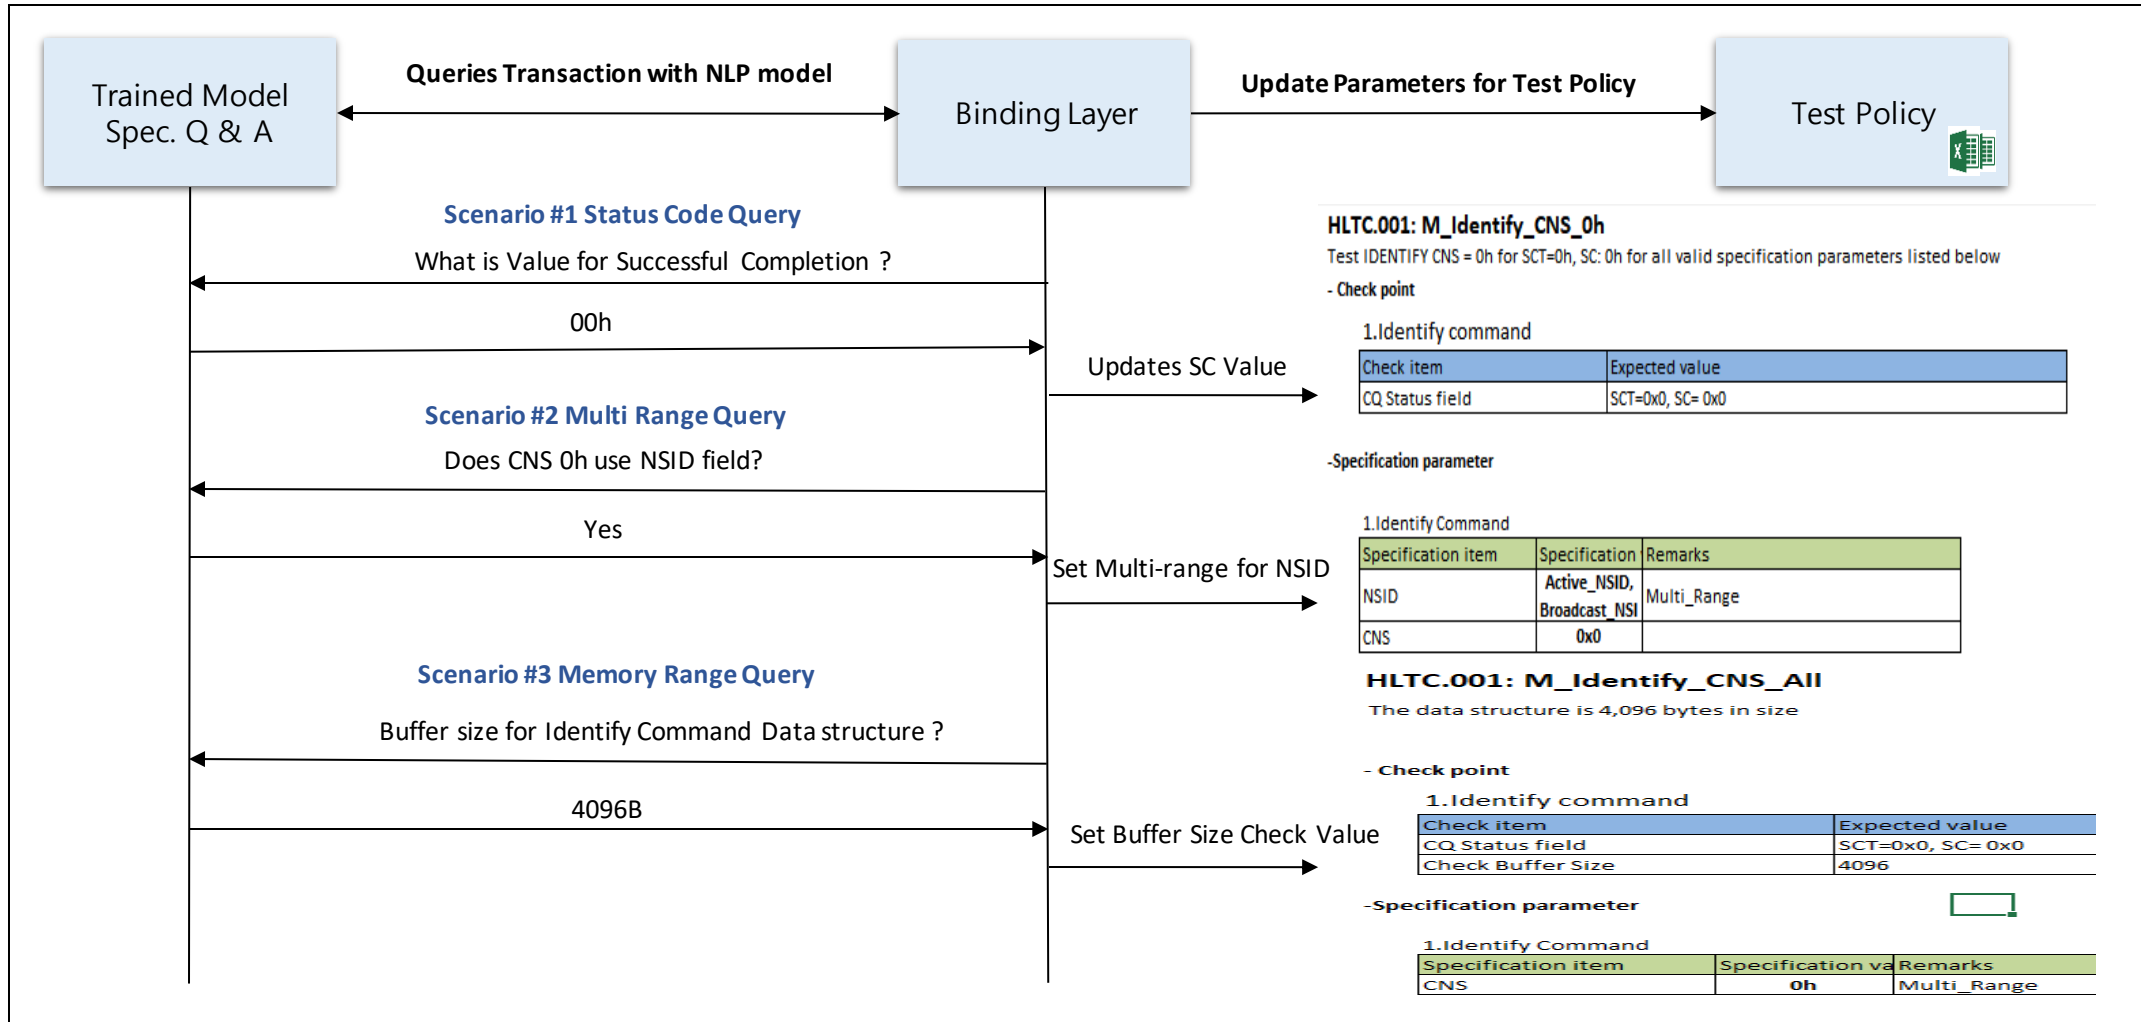 Trained Model
Spec. Q & A
Queries Transaction with NLP model
Binding Layer
Update Parameters for Test Policy
Test Policy
X
Scenario #1 Status Code Query
What is Value for Successful Completion ?
00h
Updates SC Value
Scenario #2 Multi Range Query
Does CNS 0h use NSID field?
Yes
Set Multi-range for NSID
Scenario #3 Memory Range Query
Buffer size for Identify Command Data structure ?
4096B
Set Buffer Size Check Value
HLTC.001: M_Identify_CNS_0h
Test IDENTIFY CNS = 0h for SCT=0h, SC: 0h for all valid specification parameters listed below
- Check point
1.Identify command
Check item Expected value
CQ Status field SCT=0x0, SC= 0x0
-Specification parameter
1.Identify Command
Specification item Specification Remarks
NSID Active_NSID, Multi_Range
Broadcast_NSI
CNS 0x0
HLTC.001: M_Identify_CNS_All
The data structure is 4,096 bytes in size
- Check point
1.Identify command
Check item Expected value
CQ Status field SCT=0x0, SC= 0x0
Check Buffer Size 4096
-Specification parameter
1.Identify Command
Specification item Specification va Remarks
CNS 0h Multi_Range